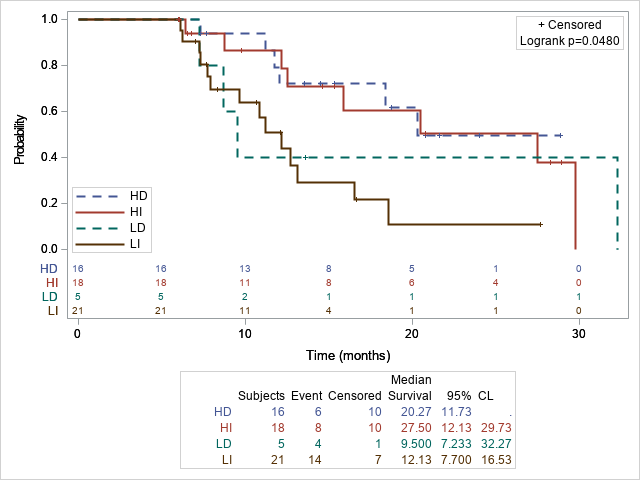 + Censored
Logrank p=0.0480
1.0
0.8
0.6
0.4
0.2
0.0
Probability
HD
HI
LD
LI
HD 16 16 13 8 5 1 0
HI 18 18 11 8 6 4 0
LD 5 5 2 1 1 1 1
LI 21 21 11 4 1 1 0
0 10 20 30
Time (months)
Median
Subjects Event Censored Survival 95% CL
HD 16 6 10 20.27 11.73 .
HI 18 8 10 27.50 12.13 29.73
LD 5 4 1 9.500 7.233 32.27
LI 21 14 7 12.13 7.700 16.53